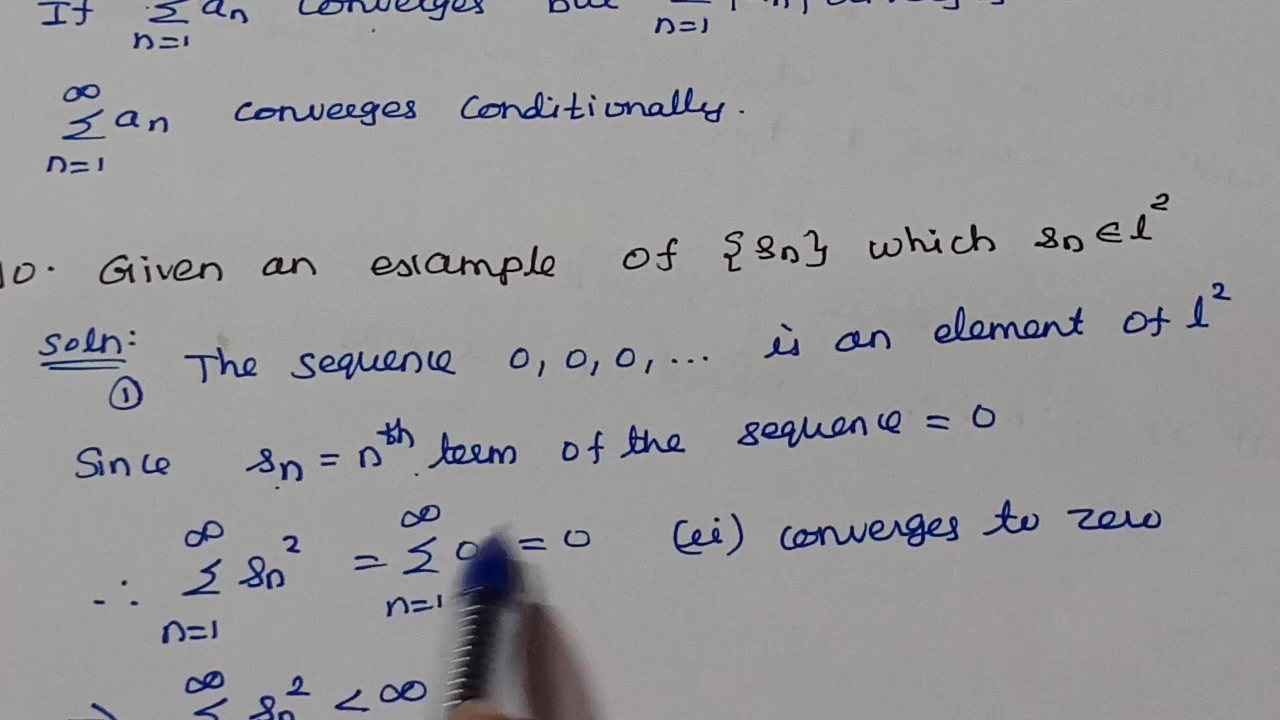 If ∑ an converges but
n=1 n=1
∞
∑ an converges conditionally.
n=1
10. Given an example of {sn} which sn ∈ l²
Soln: The sequence 0, 0, 0, ... is an element of l²
①
Since sn = nth term of the sequence = 0
∞ ∞
∴ ∑ sn² = ∑ 0 = 0 (ie) converges to zero
n=1 n=1
∞
⇒ ∑ sn² < ∞